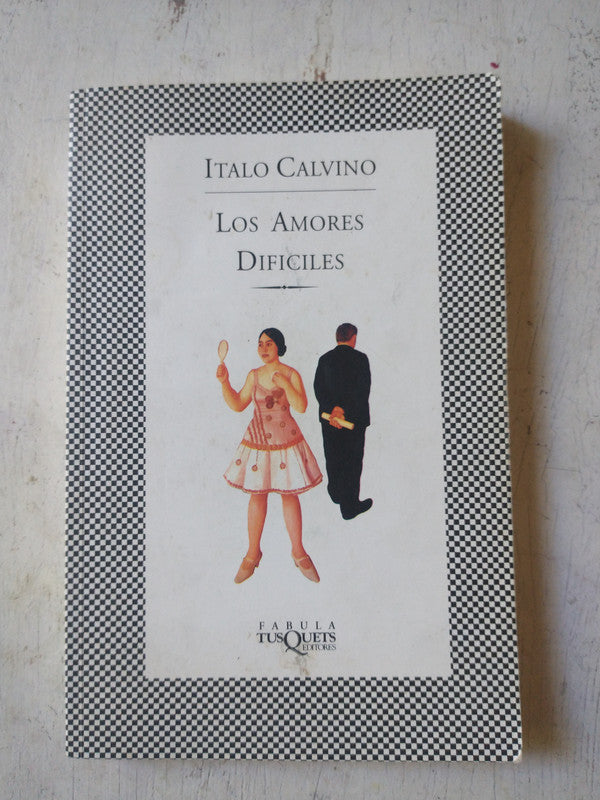 ITALO CALVINO
LOS AMORES
DIFICILES
FABULA
TUSQUETS
EDITORES